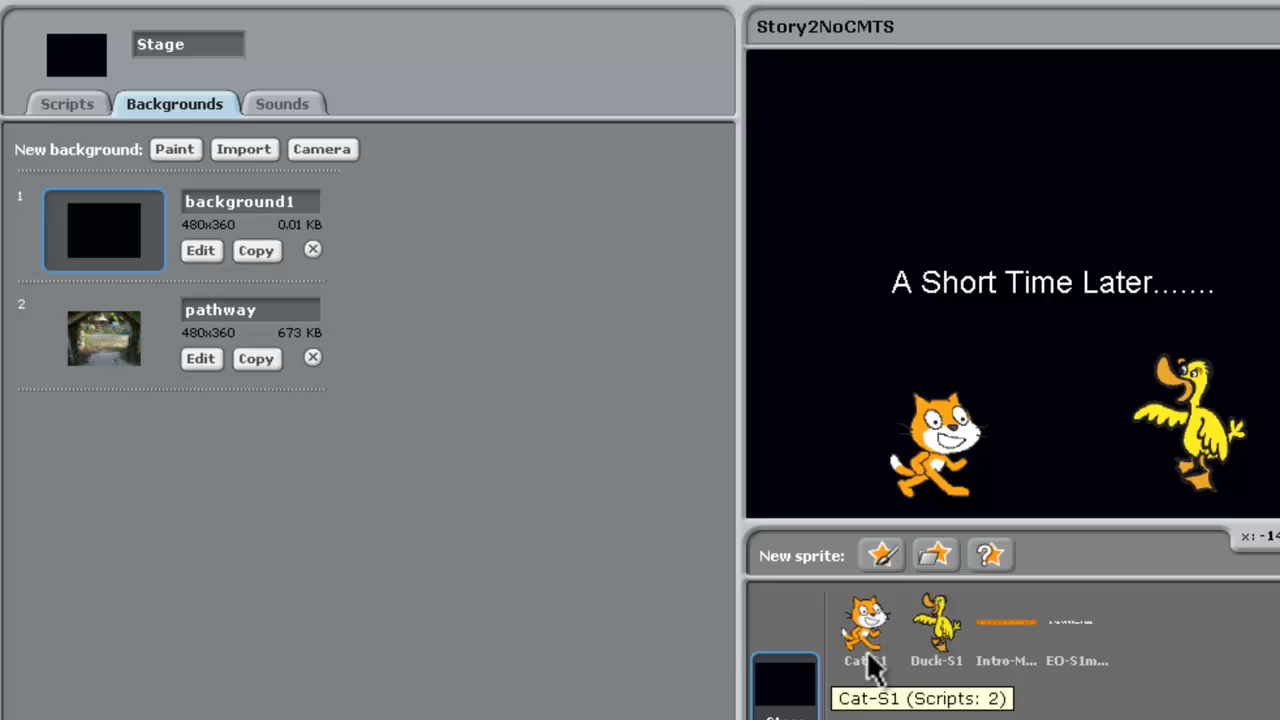 Stage
Story2NoCMTS
Scripts
Backgrounds
Sounds
New background:
Paint
Import
Camera
1
background1
480x360
0.01 KB
Edit
Copy
2
pathway
480x360
673 KB
Edit
Copy
A Short Time Later.......
x: -14
New sprite:
Duck-S1
Intro-M...
EO-S1m...
Cat-S1 (Scripts: 2)